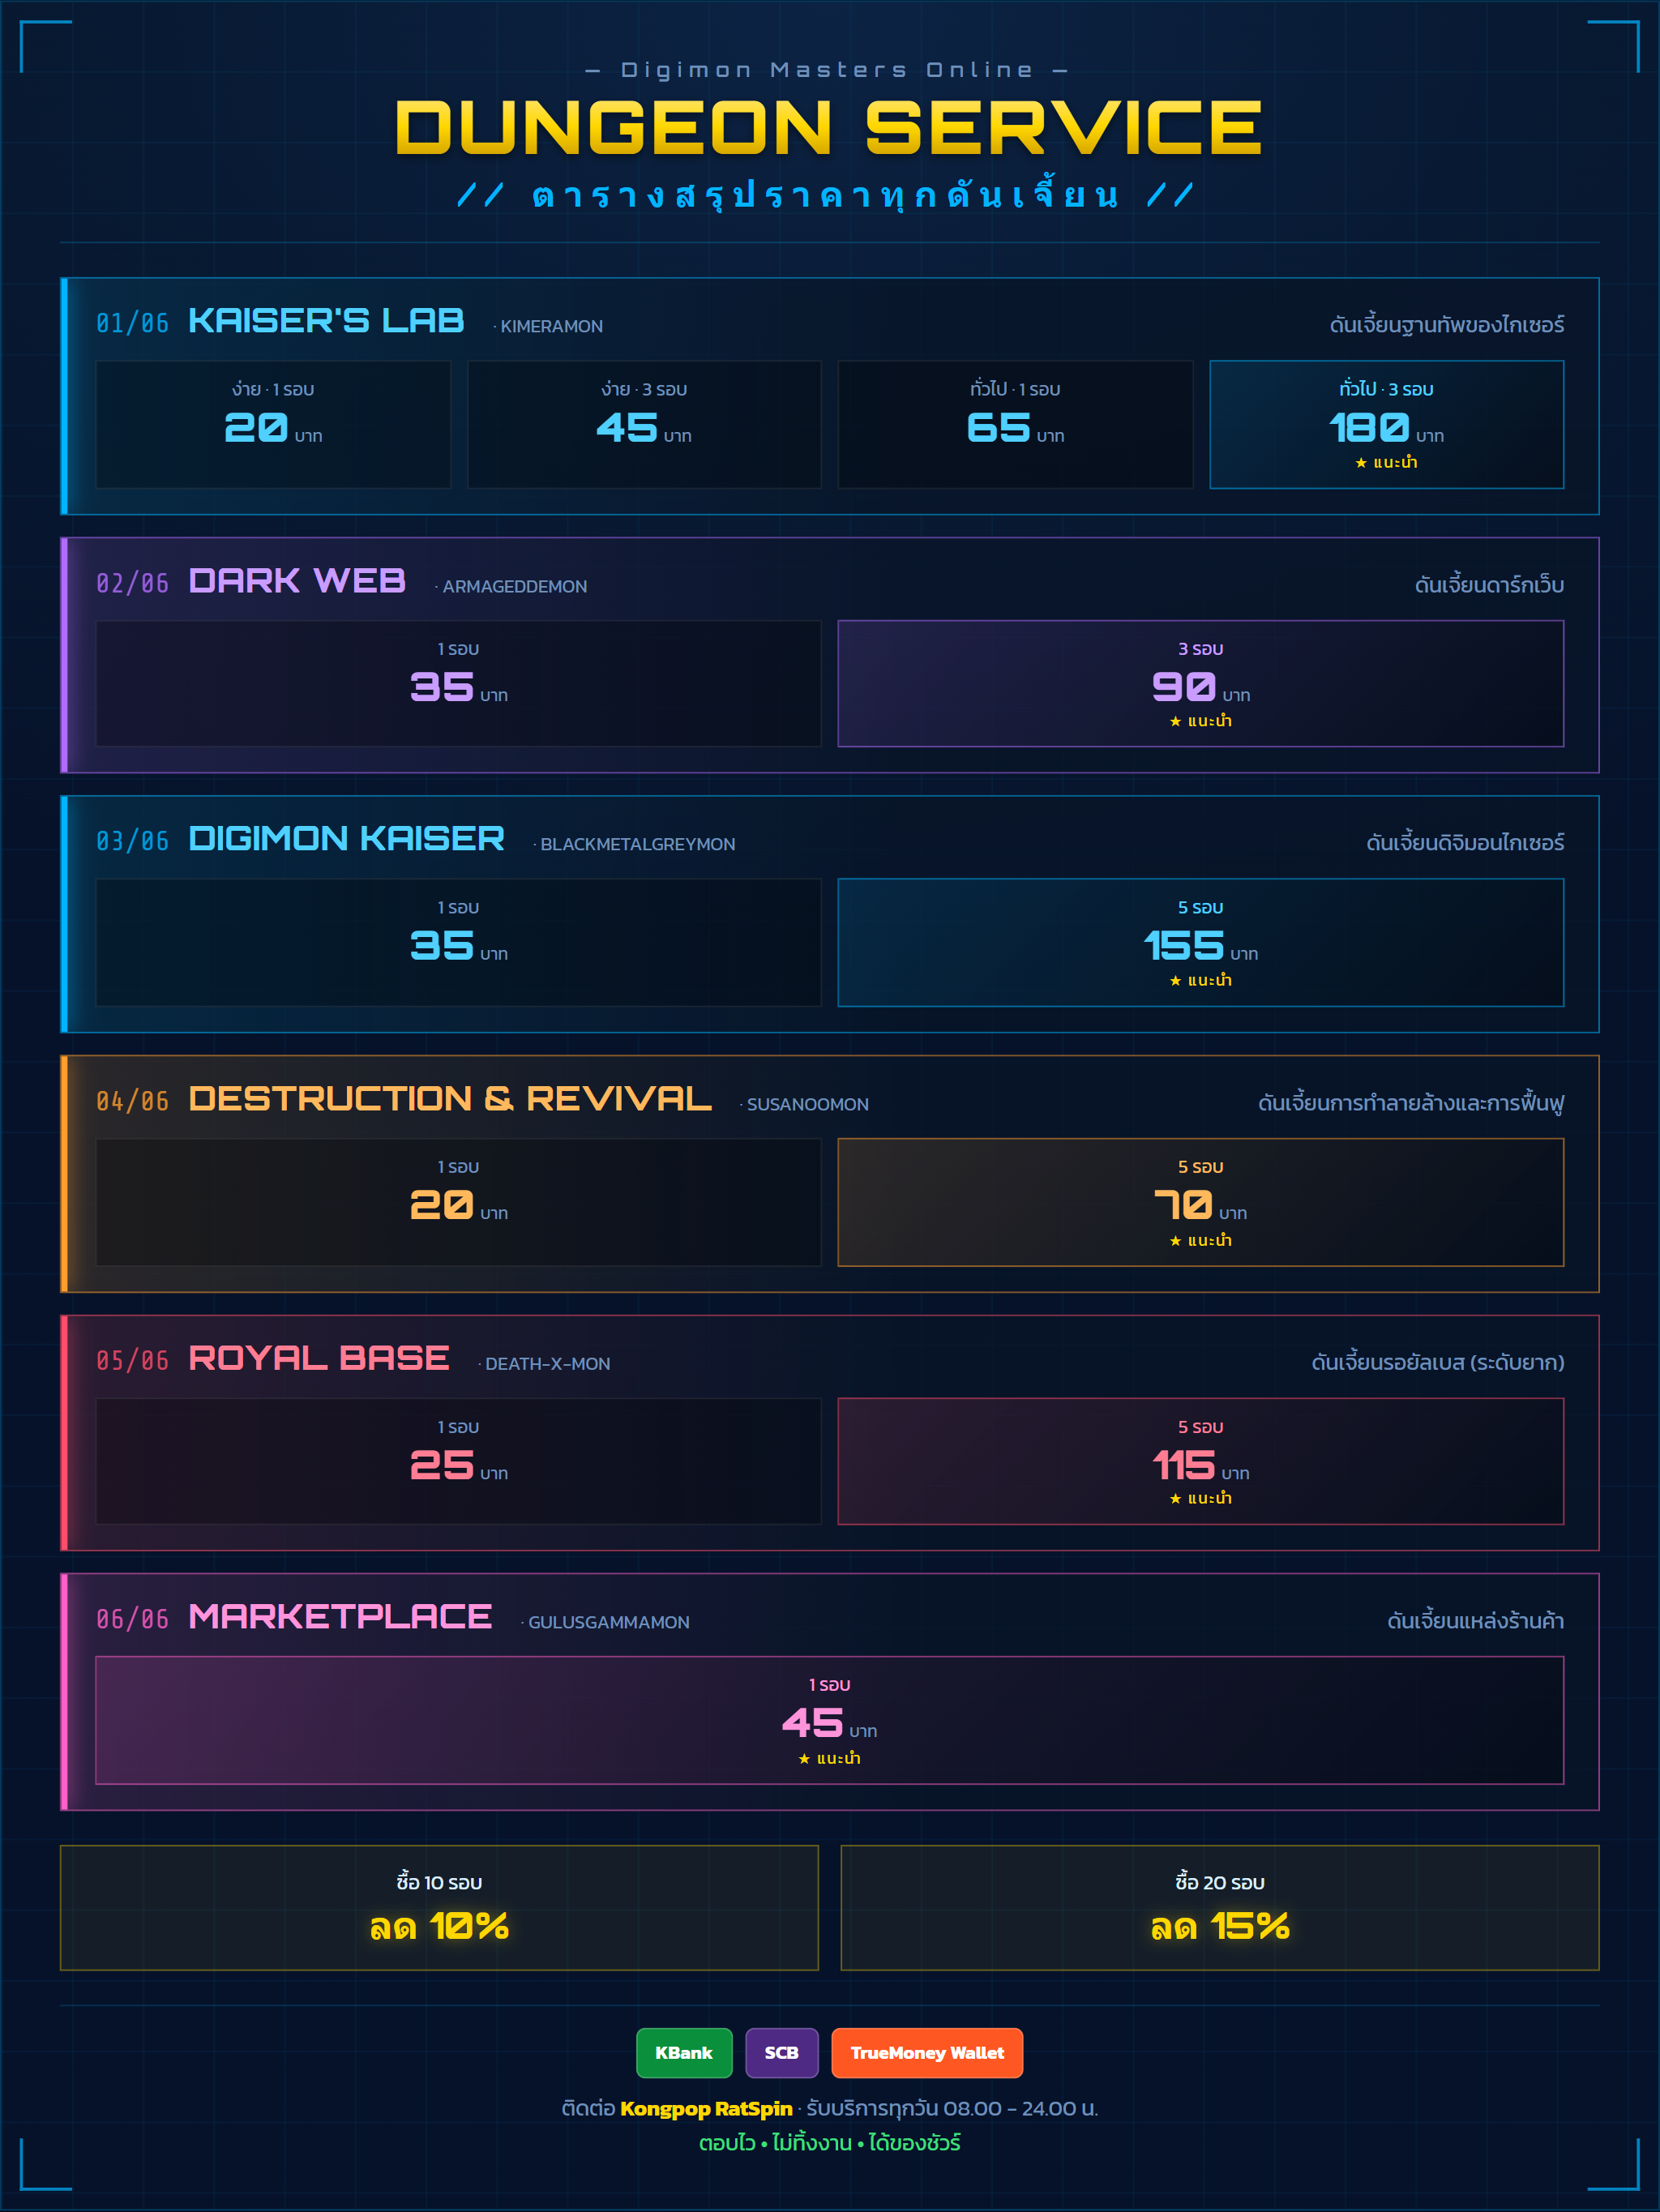 – Digimon Masters Online –
DUNGEON SERVICE
// ตารางสรุปราคาทุกดันเจี้ยน //
01/06 KAISER'S LAB · KIMERAMON ดันเจี้ยนฐานทัพของไกเซอร์
ง่าย · 1 รอบ ง่าย · 3 รอบ ทั่วไป · 1 รอบ ทั่วไป · 3 รอบ
20 บาท 45 บาท 65 บาท 180 บาท
★ แนะนำ
02/06 DARK WEB · ARMAGEDDEMON ดันเจี้ยนดาร์กเว็บ
1 รอบ 3 รอบ
35 บาท 90 บาท
★ แนะนำ
03/06 DIGIMON KAISER · BLACKMETALGREYMON ดันเจี้ยนดิจิมอนไกเซอร์
1 รอบ 5 รอบ
35 บาท 155 บาท
★ แนะนำ
04/06 DESTRUCTION & REVIVAL · SUSANOOMON ดันเจี้ยนการทำลายล้างและการฟื้นฟู
1 รอบ 5 รอบ
20 บาท 70 บาท
★ แนะนำ
05/06 ROYAL BASE · DEATH-X-MON ดันเจี้ยนรอยัลเบส (ระดับยาก)
1 รอบ 5 รอบ
25 บาท 115 บาท
★ แนะนำ
06/06 MARKETPLACE · GULUSGAMMAMON ดันเจี้ยนแหล่งร้านค้า
1 รอบ
45 บาท
★ แนะนำ
ซื้อ 10 รอบ ซื้อ 20 รอบ
ลด 10% ลด 15%
KBank SCB TrueMoney Wallet
ติดต่อ Kongpop RatSpin · รับบริการทุกวัน 08.00 - 24.00 น.
ตอบไว • ไม่ทิ้งงาน • ได้ของชัวร์